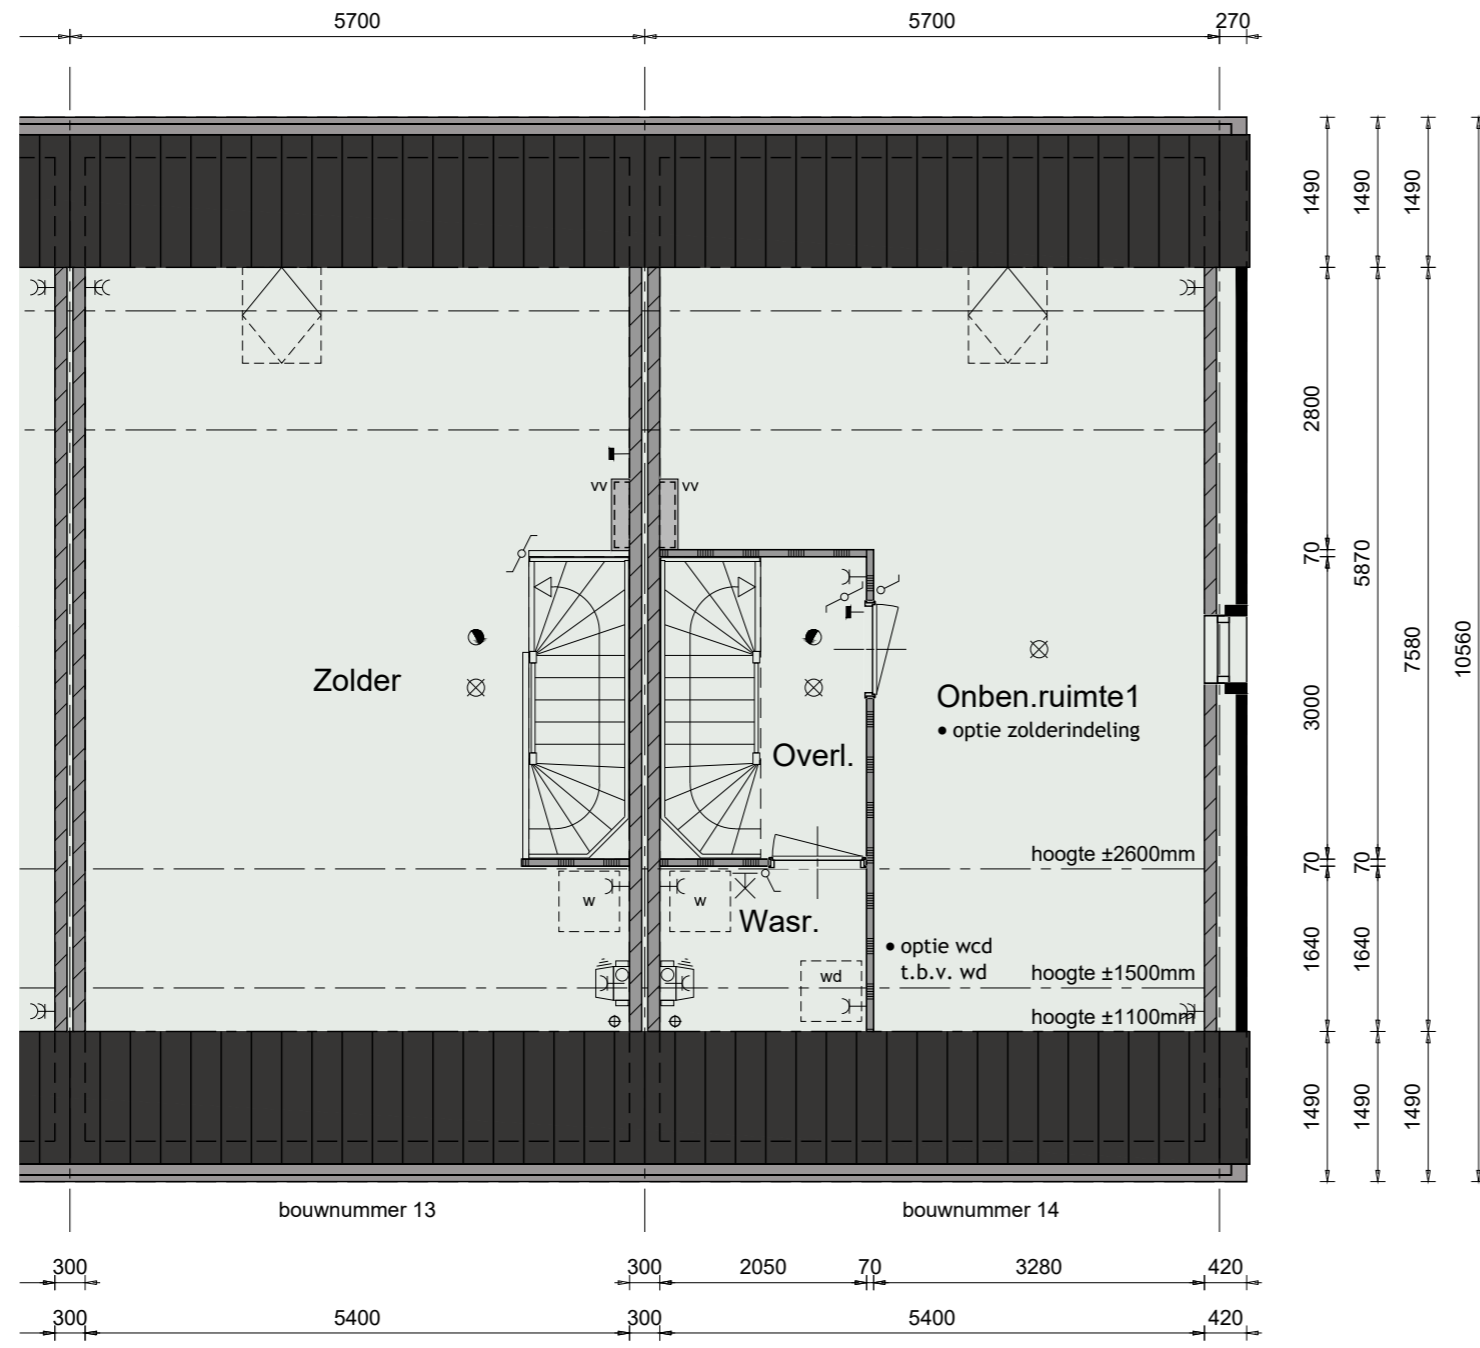 5700 5700 270
1490 1490 1490
2800
vv vv
70
5870
7580
10560
Zolder
Onben.ruimte1
• optie zolderindeling
3000
Overl.
hoogte ±2600mm
70 70
w w
Wasr.
• optie wcd
t.b.v. wd
wd
1640 1640
hoogte ±1500mm
hoogte ±1100mm
1490 1490 1490
bouwnummer 13 bouwnummer 14
300 300 2050 70 3280 420
300 5400 300 5400 420